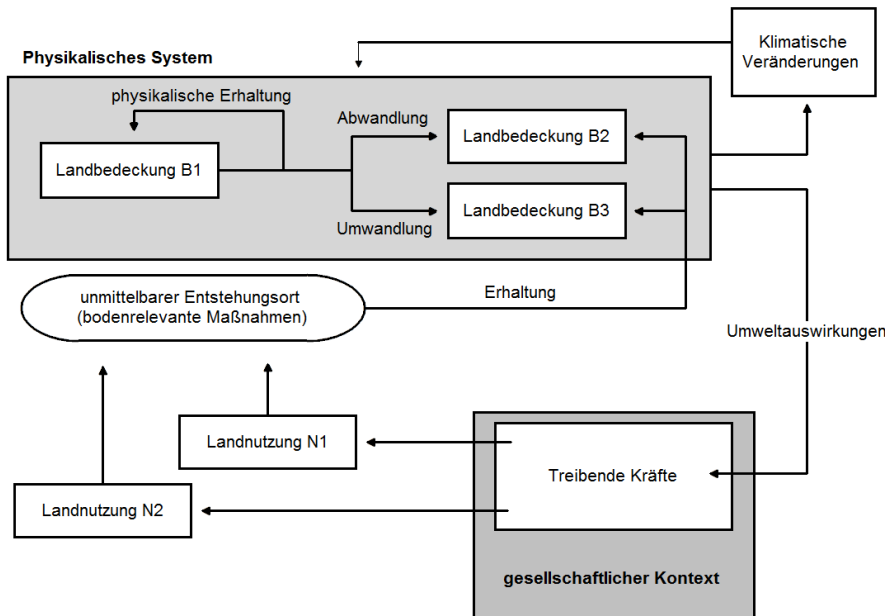 Klimatische
Veränderungen
Physikalisches System
physikalische Erhaltung
Abwandlung
Landbedeckung B1
Landbedeckung B2
Landbedeckung B3
Umwandlung
unmittelbarer Entstehungsort
(bodenrelevante Maßnahmen)
Erhaltung
Umweltauswirkungen
Landnutzung N1
Treibende Kräfte
Landnutzung N2
gesellschaftlicher Kontext